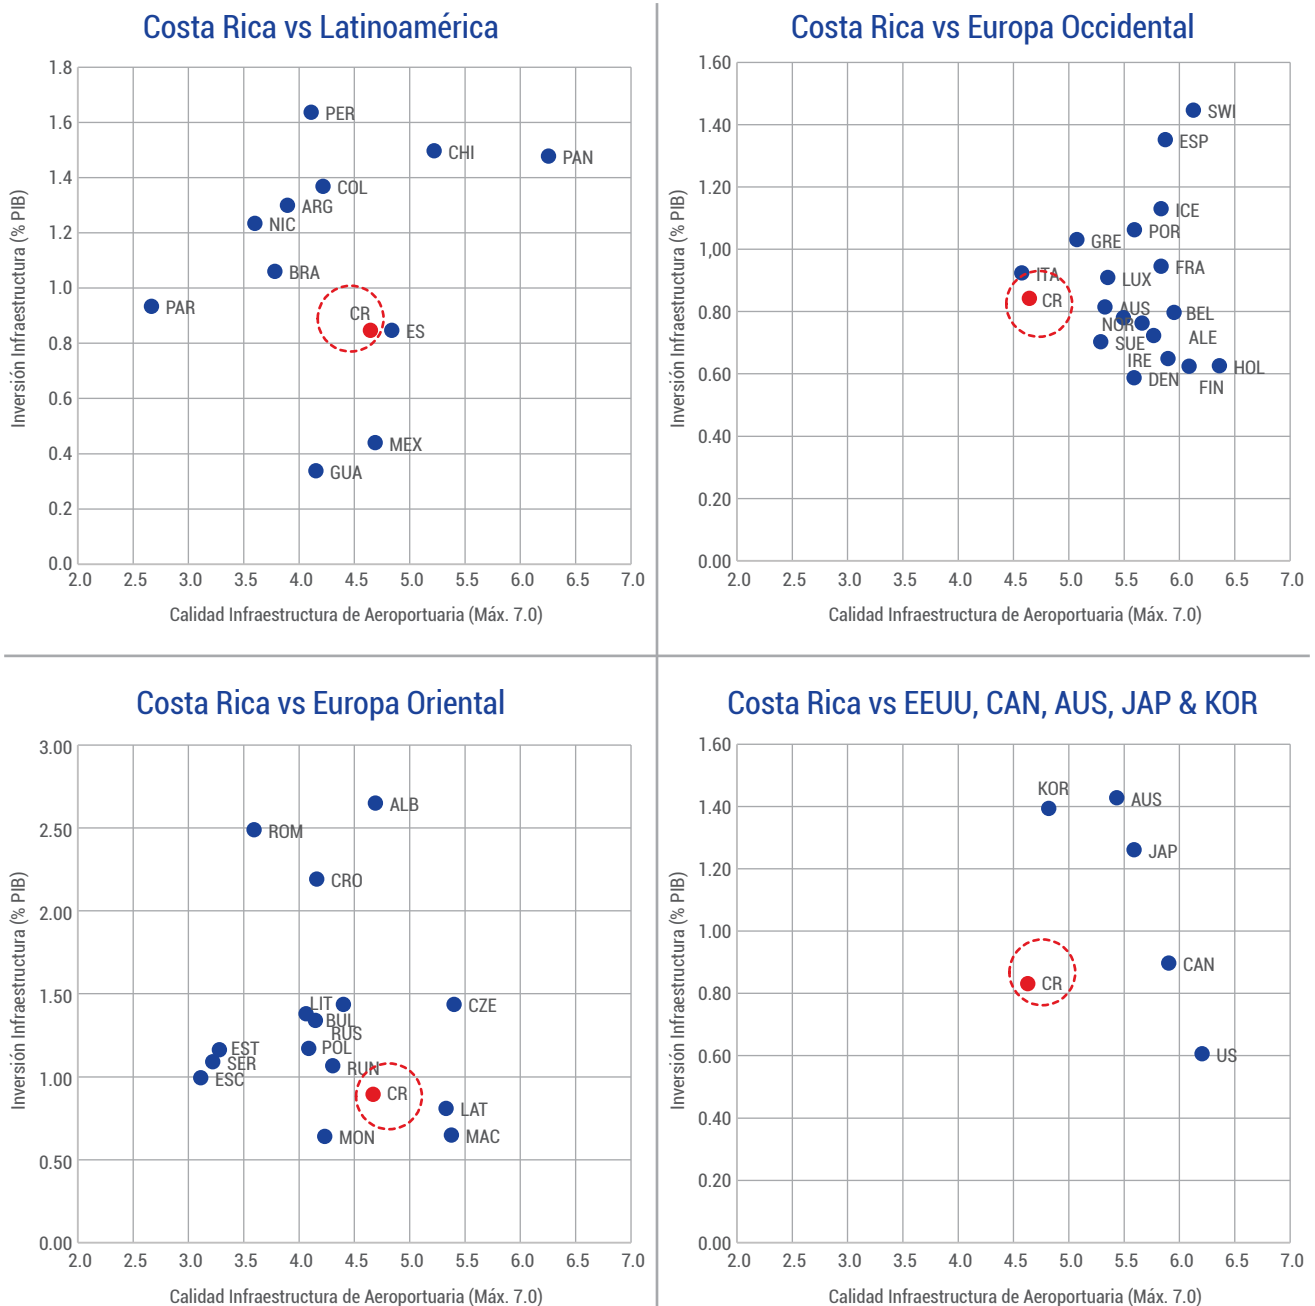 Costa Rica vs Latinoamérica
Inversión Infraestructura (% PIB)
1.8
1.6
1.4
1.2
1.0
0.8
0.6
0.4
0.2
0.0
PER
CHI
PAN
COL
ARG
NIC
BRA
PAR
CR
ES
MEX
GUA
2.0 2.5 3.0 3.5 4.0 4.5 5.0 5.5 6.0 6.5 7.0
Calidad Infraestructura de Aeroportuaria (Máx. 7.0)
Costa Rica vs Europa Occidental
Inversión Infraestructura (% PIB)
1.60
1.40
1.20
1,00
0.80
0.60
0.40
0.20
0.00
SWI
ESP
ICE
POR
GRE
FRA
ITA
LUX
CR
AUS
BEL
NOR
ALE
SUE
IRE
HOL
DEN
FIN
2.0 2.5 3.0 3.5 4.0 4.5 5.0 5.5 6.0 6.5 7.0
Calidad Infraestructura de Aeroportuaria (Máx. 7.0)
Costa Rica vs Europa Oriental
Inversión Infraestructura (% PIB)
3.00
2.50
2.00
1.50
1.00
0.50
0.00
ALB
ROM
CRO
LIT
CZE
BUL
RUS
EST
POL
SER
RUN
ESC
CR
LAT
MON
MAC
2.0 2.5 3.0 3.5 4.0 4.5 5.0 5.5 6.0 6.5 7.0
Calidad Infraestructura de Aeroportuaria (Máx. 7.0)
Costa Rica vs EEUU, CAN, AUS, JAP & KOR
Inversión Infraestructura (% PIB)
1.60
1.40
1.20
1.00
0.80
0.60
0.40
0.20
0.00
KOR
AUS
JAP
CAN
CR
US
2.0 2.5 3.0 3.5 4.0 4.5 5.0 5.5 6.0 6.5 7.0
Calidad Infraestructura de Aeroportuaria (Máx. 7.0)